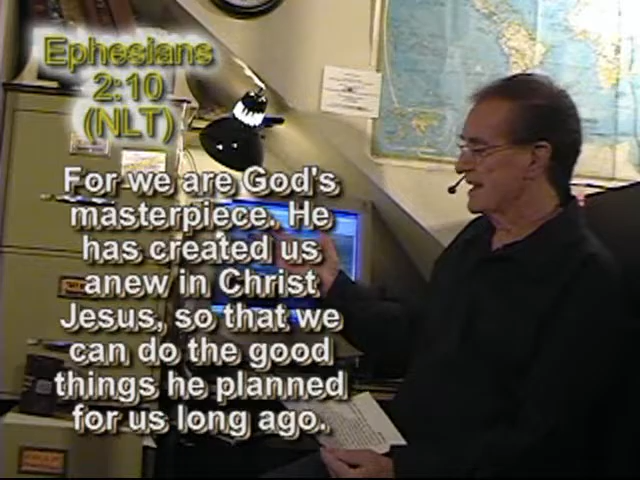 Ephesians
2:10
(NLT)
For we are God's
masterpiece. He
has created us
anew in Christ
Jesus, so that we
can do the good
things he planned
for us long ago.